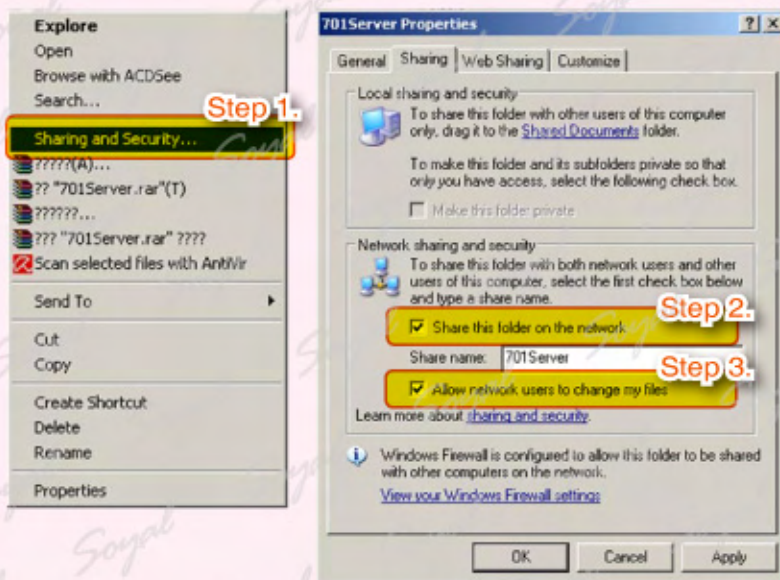 Explore
Open
Browse with ACDSee
Search...
Step 1.
Sharing and Security...
?????(A)...
?? "701Server.rar"(T)
??????...
??? "701Server.rar" ????
Scan selected files with AntiVir
Send To
Cut
Copy
Create Shortcut
Delete
Rename
Properties
Soyal
701Server Properties
General Sharing Web Sharing Customize
Local sharing and security
To share this folder with other users of this computer
only, drag it to the Shared Documents folder.
To make this folder and its subfolders private so that
only you have access, select the following check box.
Make this folder private
Network sharing and security
To share this folder with both network users and other
users of this computer, select the first check box below
and type a share name.
Step 2.
Share this folder on the network
Share name: 701Server
Step 3.
Allow network users to change my files
Learn more about sharing and security.
Windows Firewall is configured to allow this folder to be shared
with other computers on the network.
View your Windows Firewall settings
OK Cancel Apply